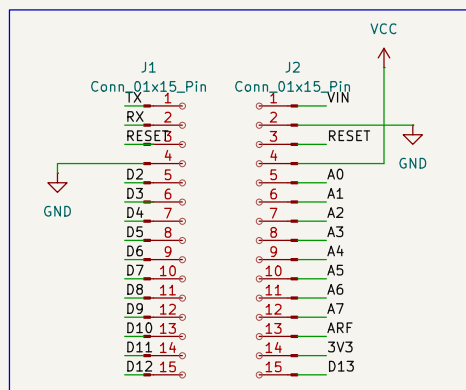 VCC
J1 J2
Conn_01x15_Pin Conn_01x15_Pin
TX 1 1 VIN
RX 2 2
RESET 3 3 RESET
4 4
GND
D2 5 5 A0
D3 6 6 A1
GND
D4 7 7 A2
D5 8 8 A3
D6 9 9 A4
D7 10 10 A5
D8 11 11 A6
D9 12 12 A7
D10 13 13 ARF
D11 14 14 3V3
D12 15 15 D13